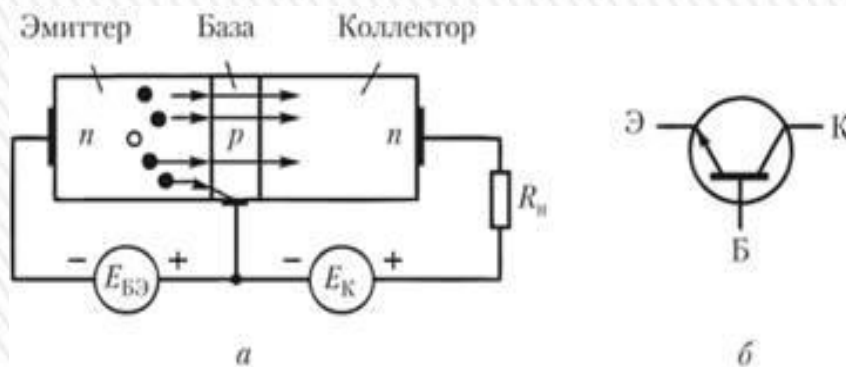 Эмиттер База Коллектор
n p n
Э К
Б
Rн
− EБЭ + − EК +
а б